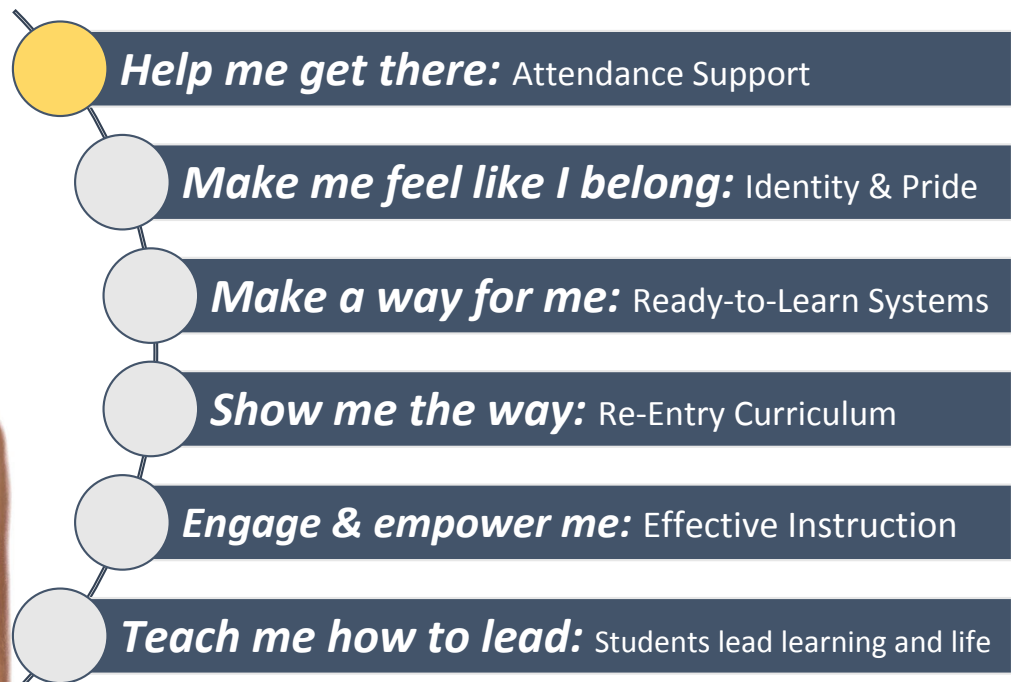 Help me get there: Attendance Support
Make me feel like I belong: Identity & Pride
Make a way for me: Ready-to-Learn Systems
Show me the way: Re-Entry Curriculum
Engage & empower me: Effective Instruction
Teach me how to lead: Students lead learning and life